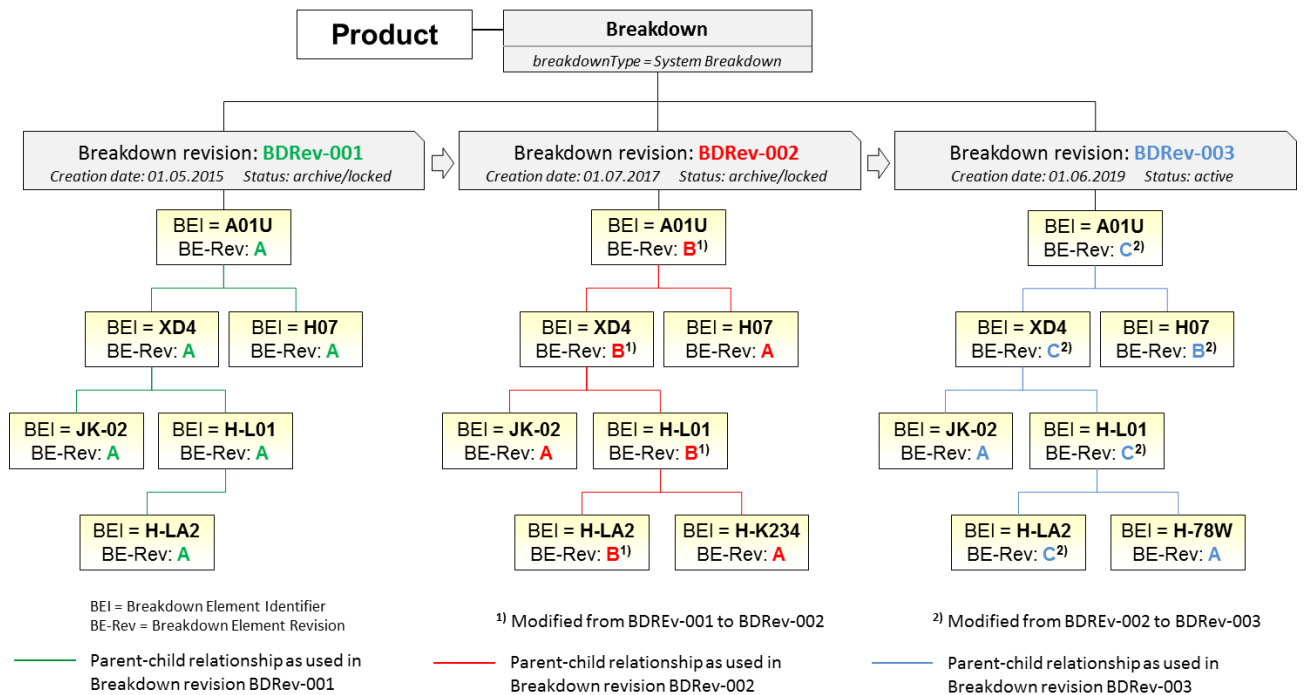 Product
Breakdown
breakdownType = System Breakdown
Breakdown revision: BDRev-001
Creation date: 01.05.2015 Status: archive/locked
Breakdown revision: BDRev-002
Creation date: 01.07.2017 Status: archive/locked
Breakdown revision: BDRev-003
Creation date: 01.06.2019 Status: active
BEI = A01U
BE-Rev: A
BEI = XD4
BE-Rev: A
BEI = H07
BE-Rev: A
BEI = JK-02
BE-Rev: A
BEI = H-L01
BE-Rev: A
BEI = H-LA2
BE-Rev: A
BEI = A01U
BE-Rev: B1)
BEI = XD4
BE-Rev: B1)
BEI = H07
BE-Rev: A
BEI = JK-02
BE-Rev: A
BEI = H-L01
BE-Rev: B1)
BEI = H-LA2
BE-Rev: B1)
BEI = H-K234
BE-Rev: A
BEI = A01U
BE-Rev: C2)
BEI = XD4
BE-Rev: C2)
BEI = H07
BE-Rev: B2)
BEI = JK-02
BE-Rev: A
BEI = H-L01
BE-Rev: C2)
BEI = H-LA2
BE-Rev: C2)
BEI = H-78W
BE-Rev: A
BEI = Breakdown Element Identifier
BE-Rev = Breakdown Element Revision
1) Modified from BDREv-001 to BDRev-002
2) Modified from BDREv-002 to BDRev-003
Parent-child relationship as used in
Breakdown revision BDRev-001
Parent-child relationship as used in
Breakdown revision BDRev-002
Parent-child relationship as used in
Breakdown revision BDRev-003